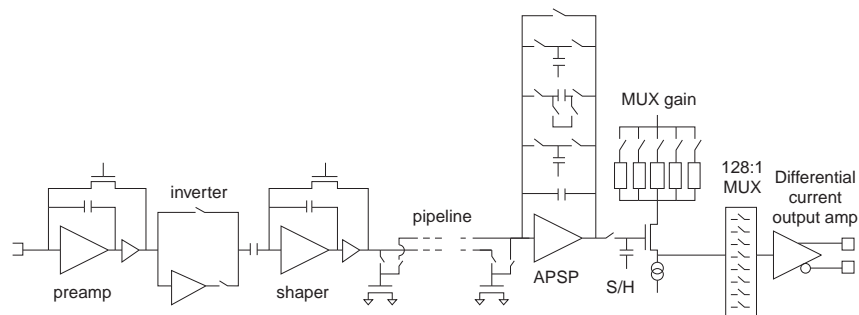 preamp
inverter
shaper
pipeline
APSP
S/H
MUX gain
128:1
MUX
Differential
current
output amp